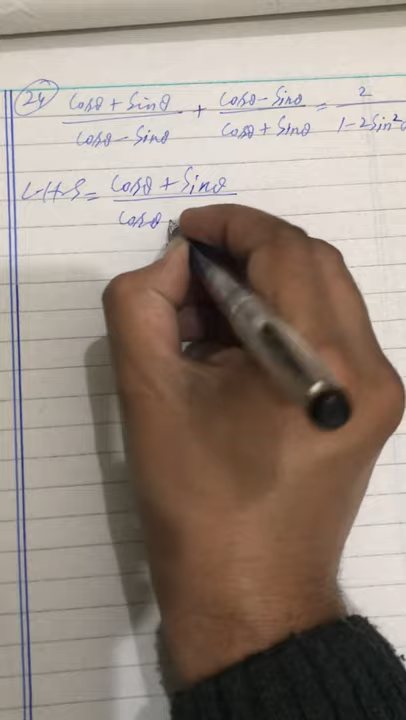 24 (cosθ + sinθ)/(cosθ - sinθ) + (cosθ - sinθ)/(cosθ + sinθ) = 2/(1 - 2sin²
LHS = (cosθ + sinθ)/(cosθ